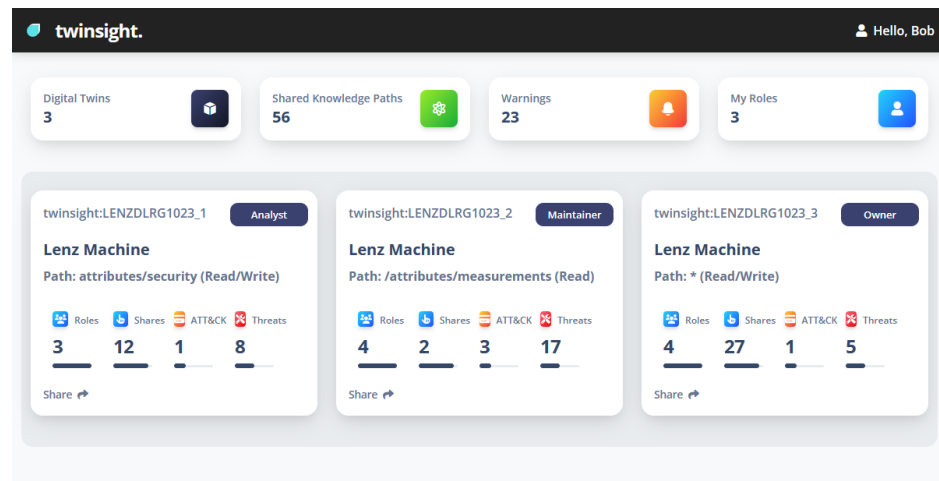 twinsight.
Hello, Bob
Digital Twins
3
Shared Knowledge Paths
56
Warnings
23
My Roles
3
twinsight:LENZDLRG1023_1
Analyst
Lenz Machine
Path: attributes/security (Read/Write)
Roles Shares ATT&CK Threats
3 12 1 8
Share
twinsight:LENZDLRG1023_2
Maintainer
Lenz Machine
Path: /attributes/measurements (Read)
Roles Shares ATT&CK Threats
4 2 3 17
Share
twinsight:LENZDLRG1023_3
Owner
Lenz Machine
Path: * (Read/Write)
Roles Shares ATT&CK Threats
4 27 1 5
Share